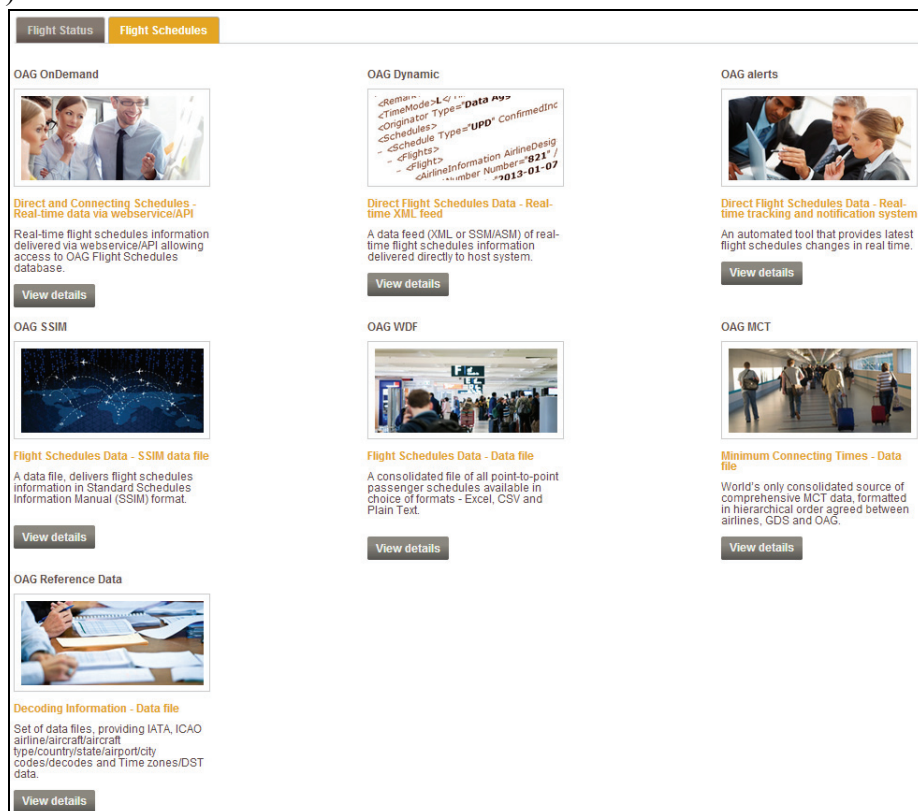 )
Flight Status
Flight Schedules
OAG OnDemand
Direct and Connecting Schedules -
Real-time data via webservice/API
Real-time flight schedules information
delivered via webservice/API allowing
access to OAG Flight Schedules
database.
View details
OAG Dynamic
<TimeMode>L</
<Originator Type="Data
<Schedules>
- <Schedule Type="UPD"
- <Flights>
- <Flight>
<AirlineInformation
Number="821"
"2013-01-07
Direct Flight Schedules Data - Real-
time XML feed
A data feed (XML or SSM/ASM) of real-
time flight schedules information
delivered directly to host system.
View details
OAG alerts
Direct Flight Schedules Data - Real-
time tracking and notification system
An automated tool that provides latest
flight schedules changes in real time.
View details
OAG SSIM
Flight Schedules Data - SSIM data file
A data file, delivers flight schedules
information in Standard Schedules
Information Manual (SSIM) format.
View details
OAG WDF
Flight Schedules Data - Data file
A consolidated file of all point-to-point
passenger schedules available in
choice of formats - Excel, CSV and
Plain Text.
View details
OAG MCT
Minimum Connecting Times - Data
file
World's only consolidated source of
comprehensive MCT data, formatted
in hierarchical order agreed between
airlines, GDS and OAG.
View details
OAG Reference Data
Decoding Information - Data file
Set of data files, providing IATA, ICAO
airline/aircraft/aircraft
type/country/state/airport/city
codes/decodes and Time zones/DST
data.
View details